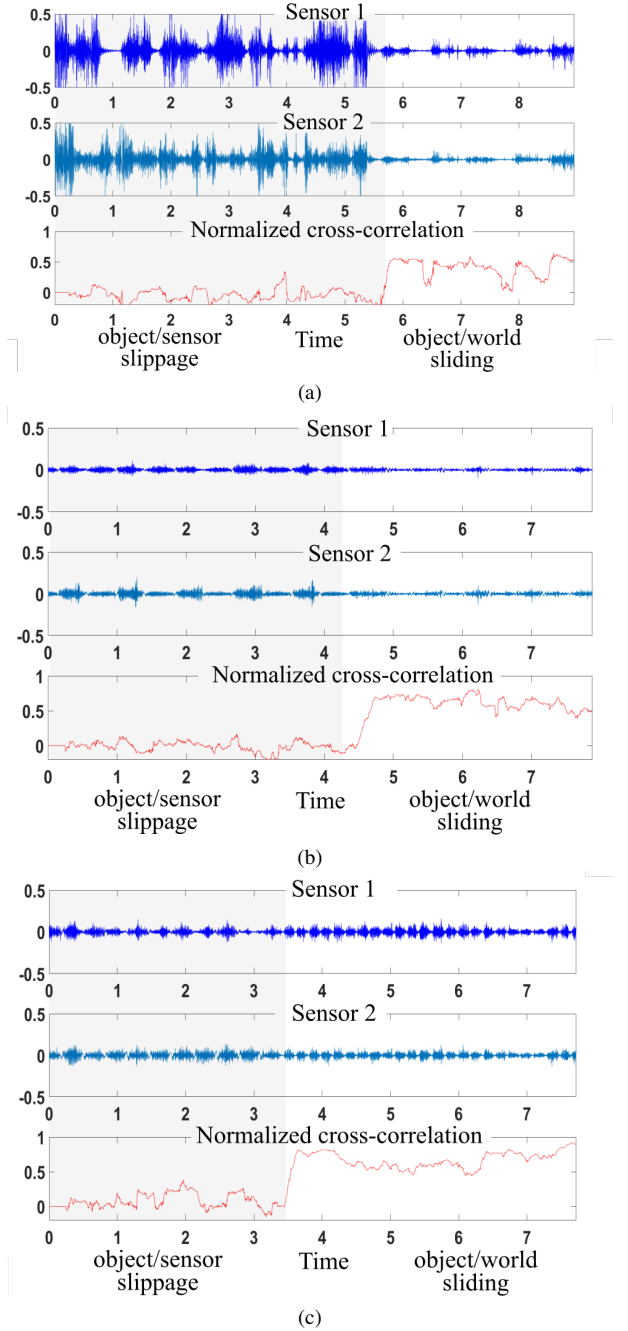 Sensor 1
0.5
0
-0.5
0 1 2 3 4 5 6 7 8
Sensor 2
0.5
0
-0.5
0 1 2 3 4 5 6 7 8
Normalized cross-correlation
1
0.5
0
0 1 2 3 4 5 6 7 8
object/sensor slippage
Time
object/world sliding
(a)
Sensor 1
0.5
0
-0.5
0 1 2 3 4 5 6 7
Sensor 2
0.5
0
-0.5
0 1 2 3 4 5 6 7
Normalized cross-correlation
1
0.5
0
0 1 2 3 4 5 6 7
object/sensor slippage
Time
object/world sliding
(b)
Sensor 1
0.5
0
-0.5
0 1 2 3 4 5 6 7
Sensor 2
0.5
0
-0.5
0 1 2 3 4 5 6 7
Normalized cross-correlation
1
0.5
0
0 1 2 3 4 5 6 7
object/sensor slippage
Time
object/world sliding
(c)